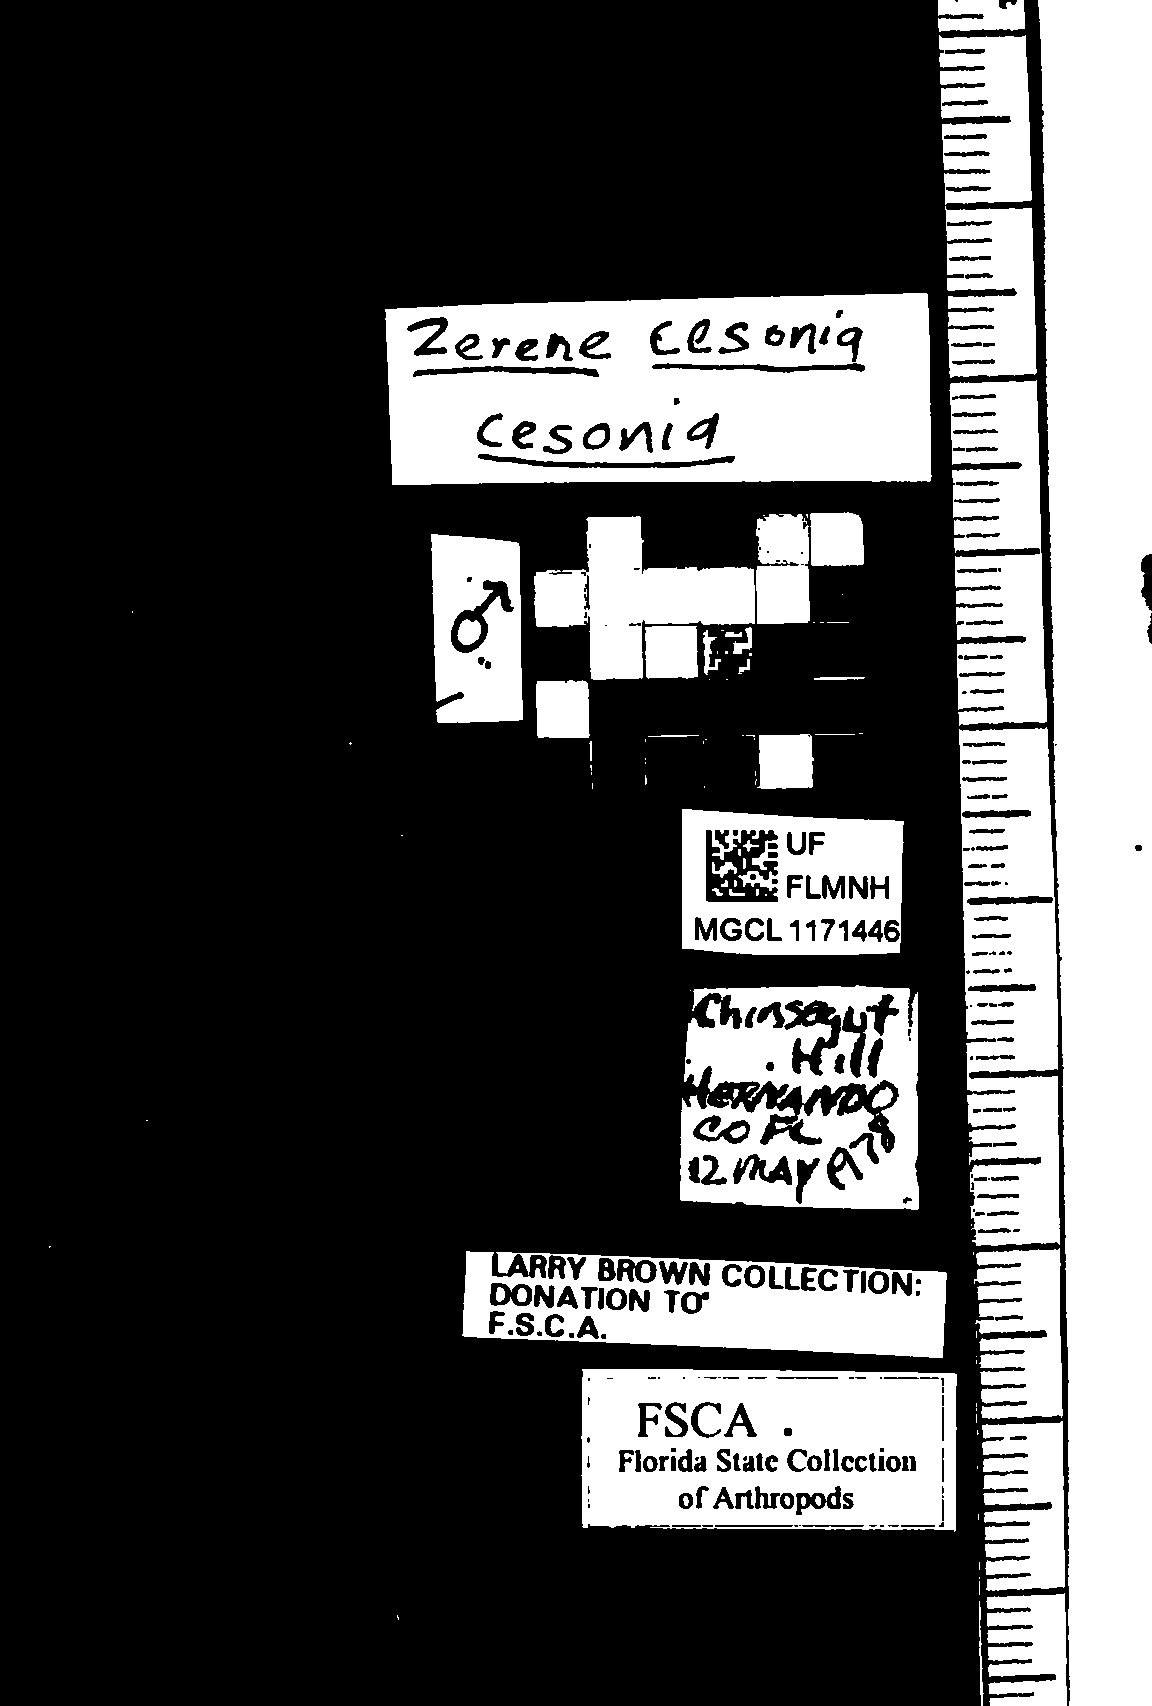 Zerene cesonia
cesonia
♂
UF
FLMNH
MGCL 1171446
Chinsegut
Hill
HERNANDO
CO FL
12 MAY 1978
LARRY BROWN COLLECTION:
DONATION TO
F.S.C.A.
FSCA
Florida State Collection
of Arthropods